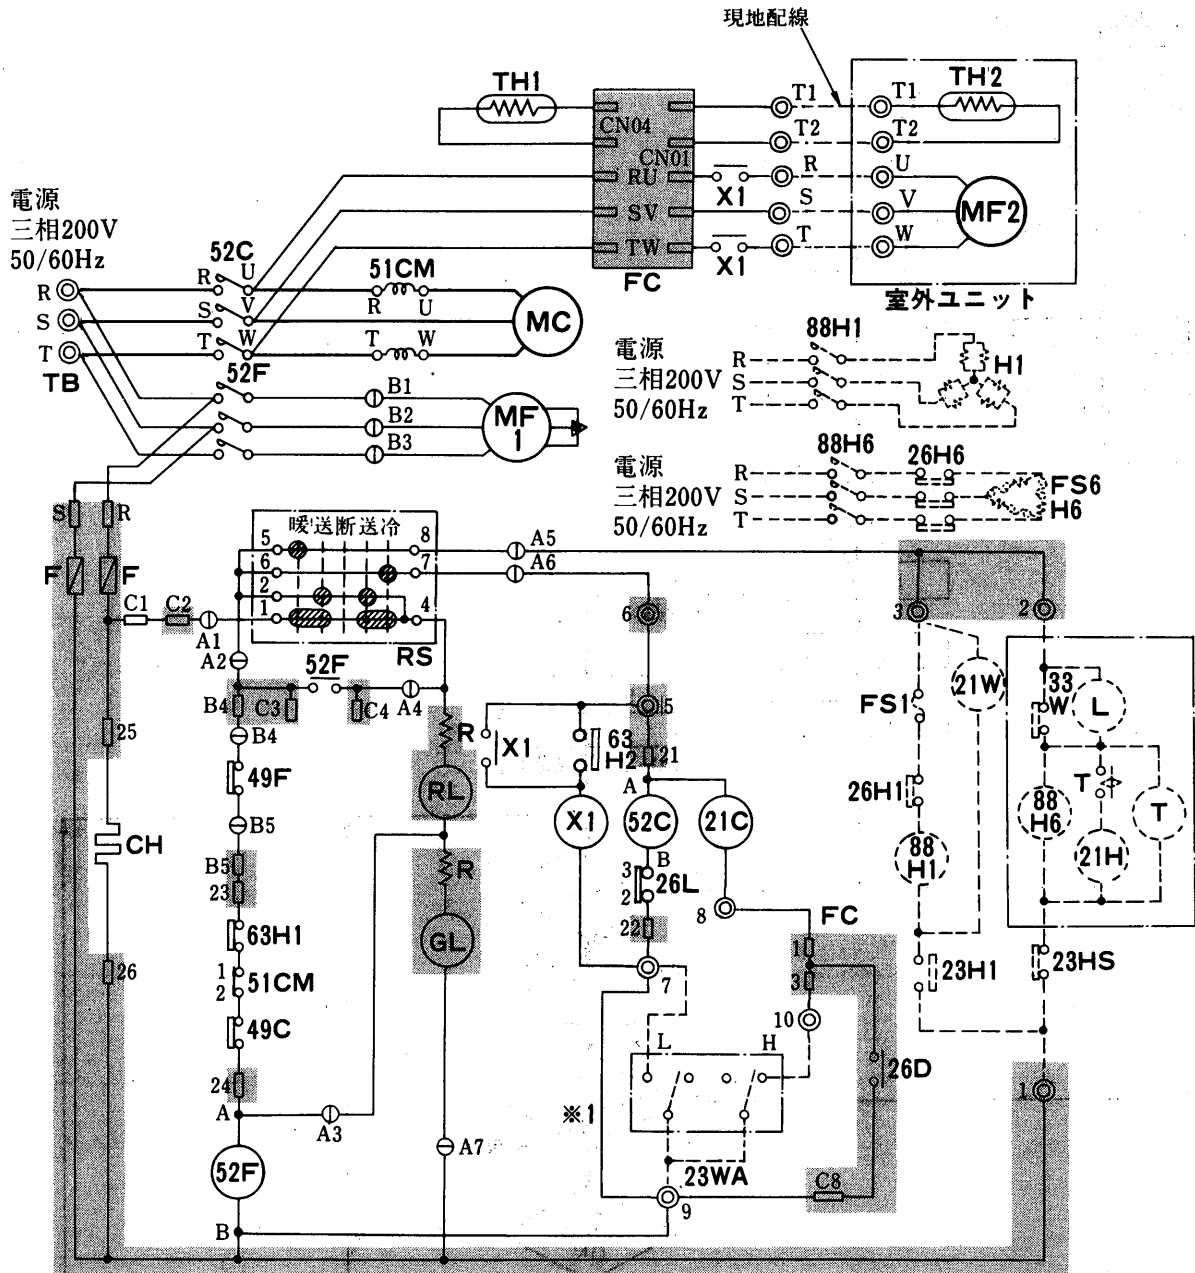 現地配線
TH1
TH2
T1
T1
CN04
T2
T2
CN01
R
U
RU
X1
S
V
SV
MF2
T
W
TW
X1
FC
室外ユニット
電源
三相200V
50/60Hz
52C
R
U
51CM
R
S
V
R
U
MC
S
T
W
T
W
T
TB
52F
B1
B2
B3
MF
1
電源
三相200V
50/60Hz
88H1
R
S
T
H1
電源
三相200V
50/60Hz
88H6
26H6
R
S
T
FS6
H6
S
R
F
F
暖送断送冷
5
8
6
7
2
1
4
RS
A5
A6
C1
C2
A1
A2
6
3
2
52F
B4
C3
C4
A4
25
B4
R
X1
63
H2
5
21
A
FS1
21W
33
W
L
49F
RL
X1
52C
21C
26H1
88
H6
T
T
CH
B5
B5
23
R
B
3
2
26L
8
88
H1
21H
FC
GL
22
1
3
63H1
26
1
2
51CM
7
23H1
23HS
49C
10
L
H
24
26D
1
A
A3
※1
52F
A7
23WA
C8
9
B